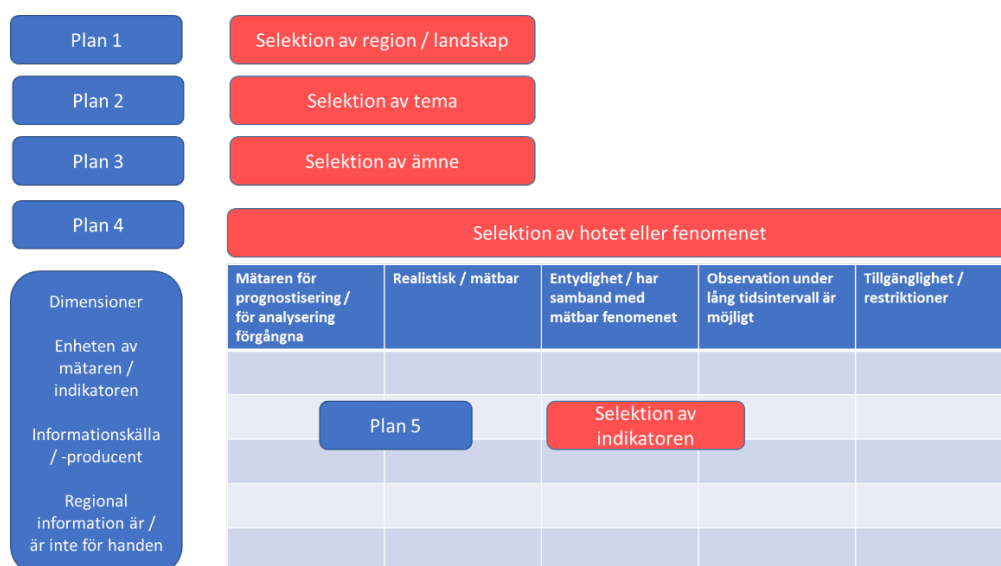 Plan 1
Selektion av region / landskap
Plan 2
Selektion av tema
Plan 3
Selektion av ämne
Plan 4
Selektion av hotet eller fenomenet
Dimensioner
Enheten av
mätaren /
indikatoren
Informationskälla
/ -producent
Regional
information är /
är inte för handen
Mätaren för
prognostisering /
för analysering
förgångna
Realistisk / mätbar
Entydighet / har
samband med
mätbar fenomenet
Observation under
lång tidsintervall är
möjligt
Tillgänglighet /
restriktioner
Plan 5
Selektion av
indikatoren